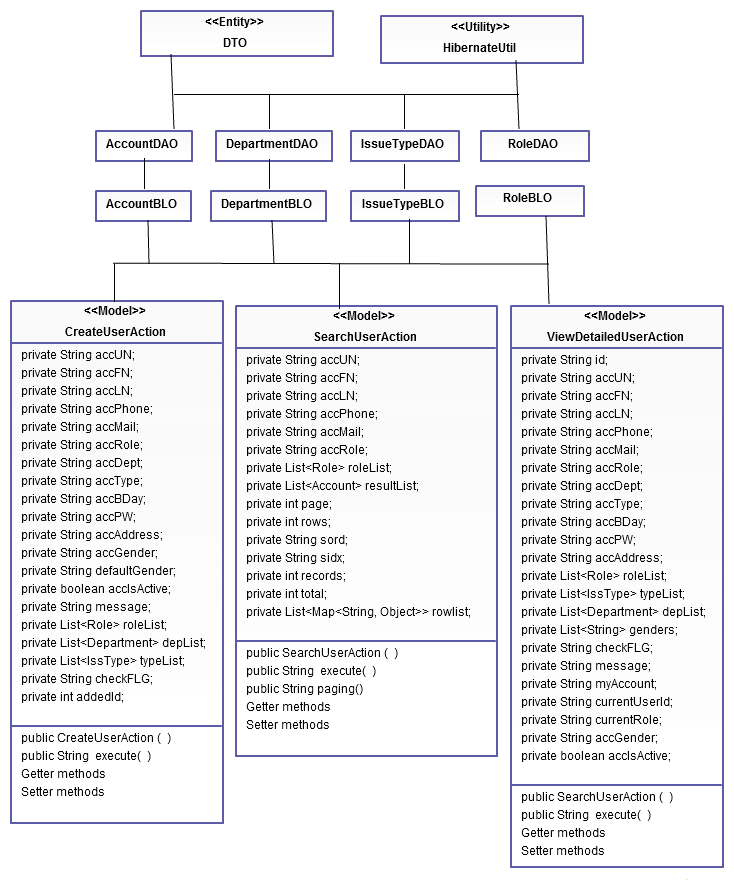 <<Entity>>
DTO
<<Utility>>
HibernateUtil
AccountDAO
DepartmentDAO
IssueTypeDAO
RoleDAO
AccountBLO
DepartmentBLO
IssueTypeBLO
RoleBLO
<<Model>>
CreateUserAction
private String accUN;
private String accFN;
private String accLN;
private String accPhone;
private String accMail;
private String accRole;
private String accDept;
private String accType;
private String accBDay;
private String accPW;
private String accAddress;
private String accGender;
private String defaultGender;
private boolean accIsActive;
private String message;
private List<Role> roleList;
private List<Department> depList;
private List<IssType> typeList;
private String checkFLG;
private int addedId;
public CreateUserAction ( )
public String execute( )
Getter methods
Setter methods
<<Model>>
SearchUserAction
private String accUN;
private String accFN;
private String accLN;
private String accPhone;
private String accMail;
private String accRole;
private List<Role> roleList;
private List<Account> resultList;
private int page;
private int rows;
private String sord;
private String sidx;
private int records;
private int total;
private List<Map<String, Object>> rowlist;
public SearchUserAction ( )
public String execute( )
public String paging()
Getter methods
Setter methods
<<Model>>
ViewDetailedUserAction
private String id;
private String accUN;
private String accFN;
private String accLN;
private String accPhone;
private String accMail;
private String accRole;
private String accDept;
private String accType;
private String accBDay;
private String accPW;
private String accAddress;
private List<Role> roleList;
private List<IssType> typeList;
private List<Department> depList;
private List<String> genders;
private String checkFLG;
private String message;
private String myAccount;
private String currentUserId;
private String currentRole;
private String accGender;
private boolean accIsActive;
public SearchUserAction ( )
public String execute( )
Getter methods
Setter methods